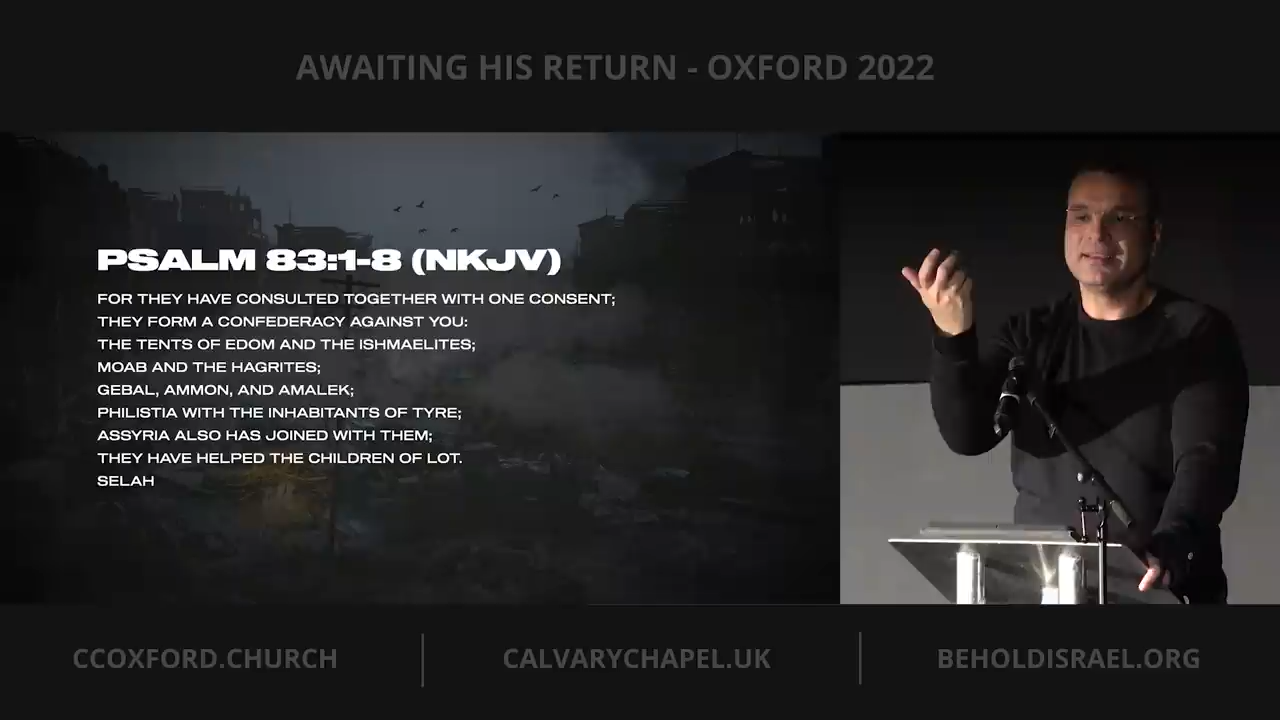 AWAITING HIS RETURN - OXFORD 2022
PSALM 83:1-8 (NKJV)
FOR THEY HAVE CONSULTED TOGETHER WITH ONE CONSENT;
THEY FORM A CONFEDERACY AGAINST YOU:
THE TENTS OF EDOM AND THE ISHMAELITES;
MOAB AND THE HAGRITES;
GEBAL, AMMON, AND AMALEK;
PHILISTIA WITH THE INHABITANTS OF TYRE;
ASSYRIA ALSO HAS JOINED WITH THEM;
THEY HAVE HELPED THE CHILDREN OF LOT.
SELAH
CCOXFORD.CHURCH
CALVARYCHAPEL.UK
BEHOLDISRAEL.ORG